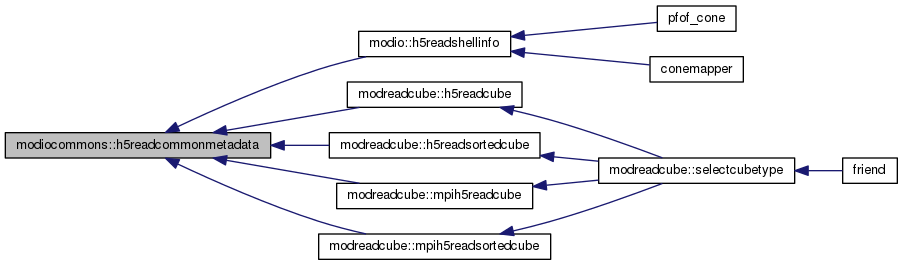 pfof_cone
modio::h5readshellinfo
conemapper
modreadcube::h5readcube
modiocommons::h5readcommonmetadata
modreadcube::h5readsortedcube
modreadcube::selectcubetype
friend
modreadcube::mpih5readcube
modreadcube::mpih5readsortedcube